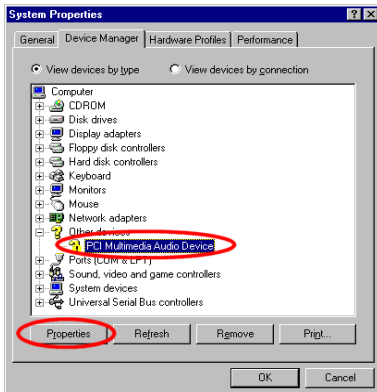 System Properties
General Device Manager Hardware Profiles Performance
View devices by type View devices by connection
Computer
CDROM
Disk drives
Display adapters
Floppy disk controllers
Hard disk controllers
Keyboard
Monitors
Mouse
Network adapters
Other devices
PCI Multimedia Audio Device
Ports (COM & LPT)
Sound, video and game controllers
System devices
Universal Serial Bus controllers
Properties Refresh Remove Print...
OK Cancel